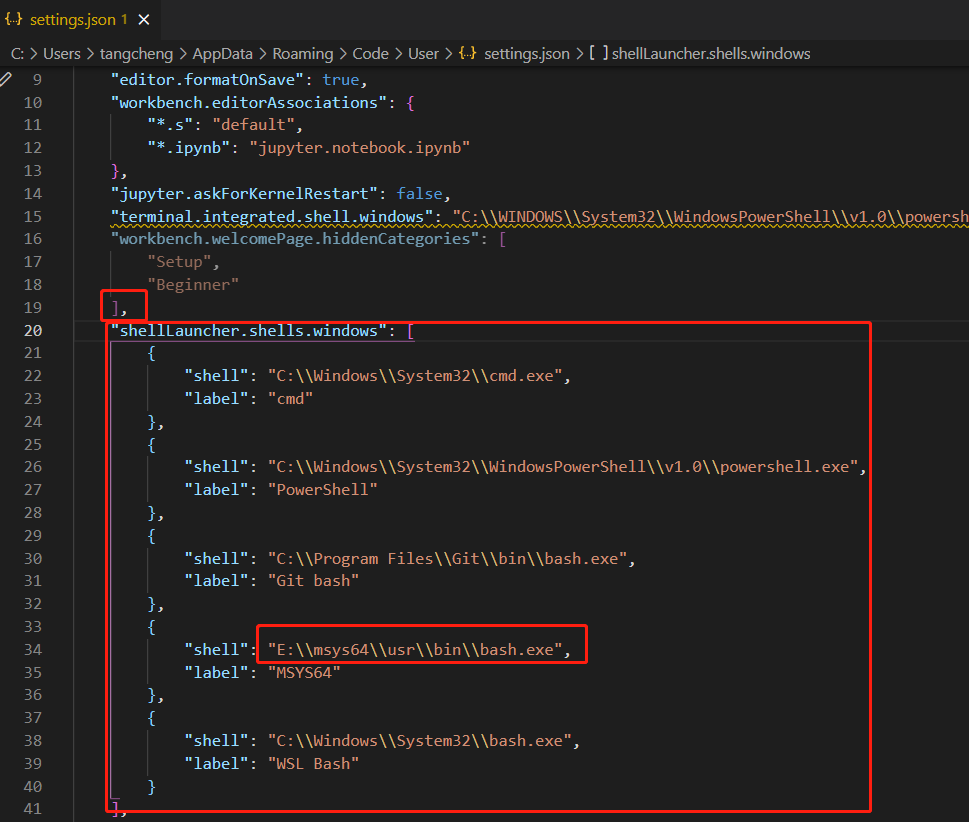 {..} settings.json 1 ×
C: > Users > tangcheng > AppData > Roaming > Code > User > {..} settings.json > [ ] shellLauncher.shells.windows
9 "editor.formatOnSave": true,
10 "workbench.editorAssociations": {
11 "*.s": "default",
12 "*.ipynb": "jupyter.notebook.ipynb"
13 },
14 "jupyter.askForKernelRestart": false,
15 "terminal.integrated.shell.windows": "C:\\WINDOWS\\System32\\WindowsPowerShell\\v1.0\\powersh
16 "workbench.welcomePage.hiddenCategories": [
17 "Setup",
18 "Beginner"
19 ],
20 "shellLauncher.shells.windows": [
21 {
22 "shell": "C:\\Windows\\System32\\cmd.exe",
23 "label": "cmd"
24 },
25 {
26 "shell": "C:\\Windows\\System32\\WindowsPowerShell\\v1.0\\powershell.exe",
27 "label": "PowerShell"
28 },
29 {
30 "shell": "C:\\Program Files\\Git\\bin\\bash.exe",
31 "label": "Git bash"
32 },
33 {
34 "shell": "E:\\msys64\\usr\\bin\\bash.exe",
35 "label": "MSYS64"
36 },
37 {
38 "shell": "C:\\Windows\\System32\\bash.exe",
39 "label": "WSL Bash"
40 }
41 ],